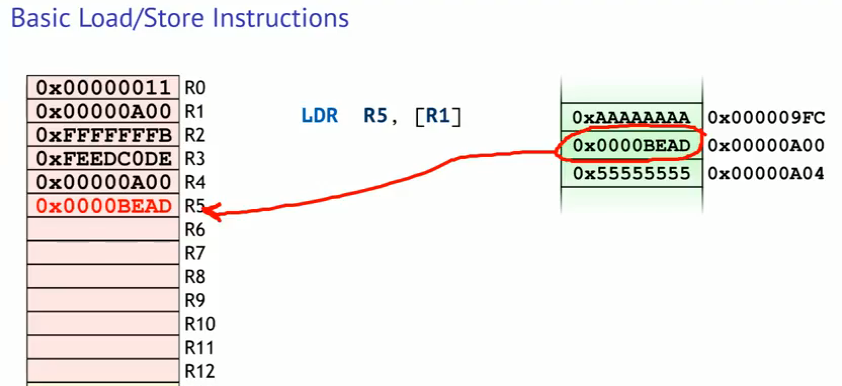 Basic Load/Store Instructions
0x00000011 R0
0x00000A00 R1
0xFFFFFFFB R2
0xFEEDC0DE R3
0x00000A00 R4
0x0000BEAD R5
R6
R7
R8
R9
R10
R11
R12
LDR R5, [R1]
0xAAAAAAAA 0x000009FC
0x0000BEAD 0x00000A00
0x55555555 0x00000A04